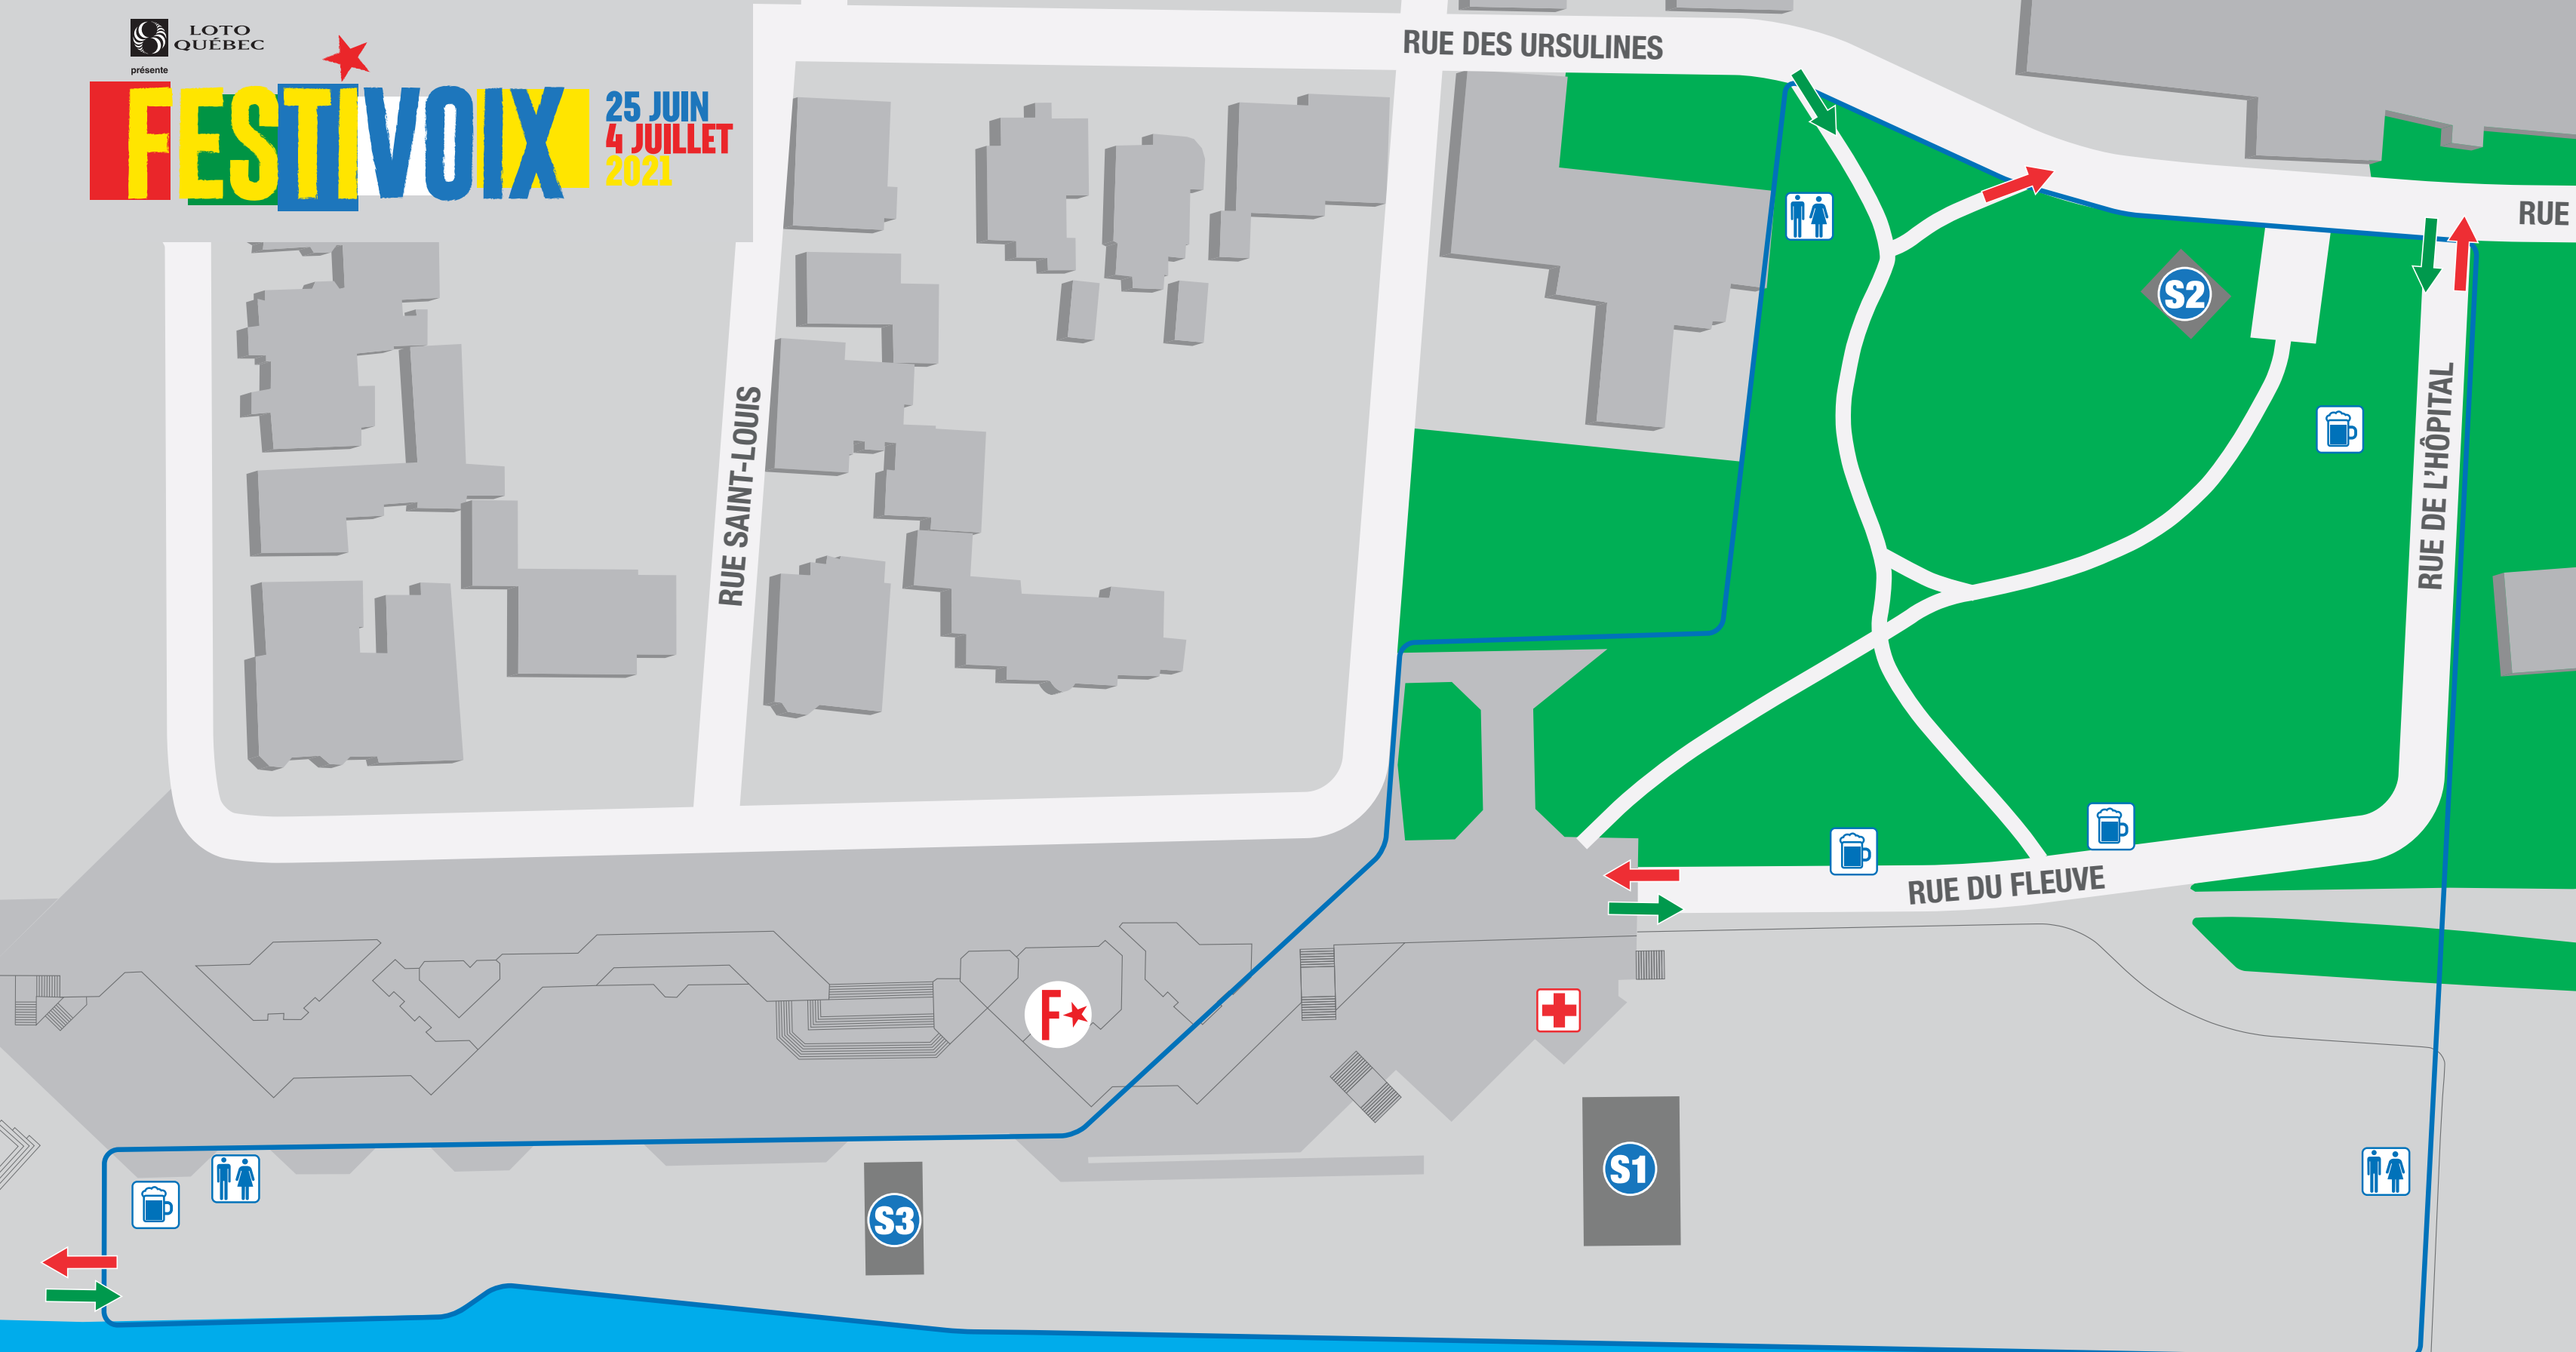 LOTO
QUÉBEC
présente
FESTIVOIX
25 JUIN
4 JUILLET
2021
RUE DES URSULINES
RUE
S2
RUE SAINT-LOUIS
RUE DE L'HÔPITAL
RUE DU FLEUVE
F
S1
S3